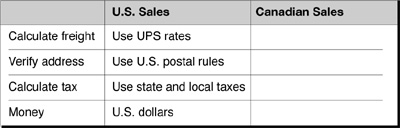 U.S. Sales Canadian Sales
Calculate freight Use UPS rates
Verify address Use U.S. postal rules
Calculate tax Use state and local taxes
Money U.S. dollars